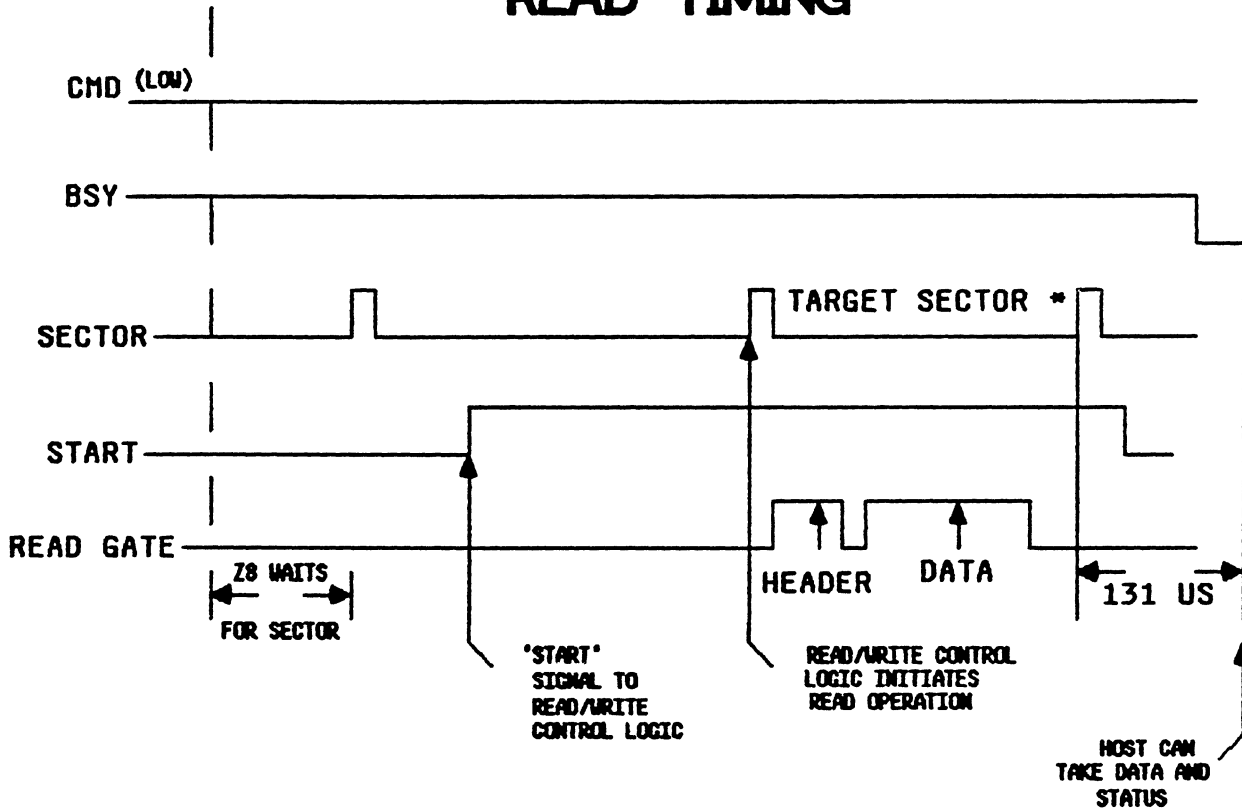 READ TIMING
CMD (LOW)
BSY
TARGET SECTOR *
SECTOR
START
READ GATE
Z8 WAITS
FOR SECTOR
HEADER
DATA
131 US
"START"
SIGNAL TO
READ/WRITE
CONTROL LOGIC
READ/WRITE CONTROL
LOGIC INITIATES
READ OPERATION
HOST CAN
TAKE DATA AND
STATUS